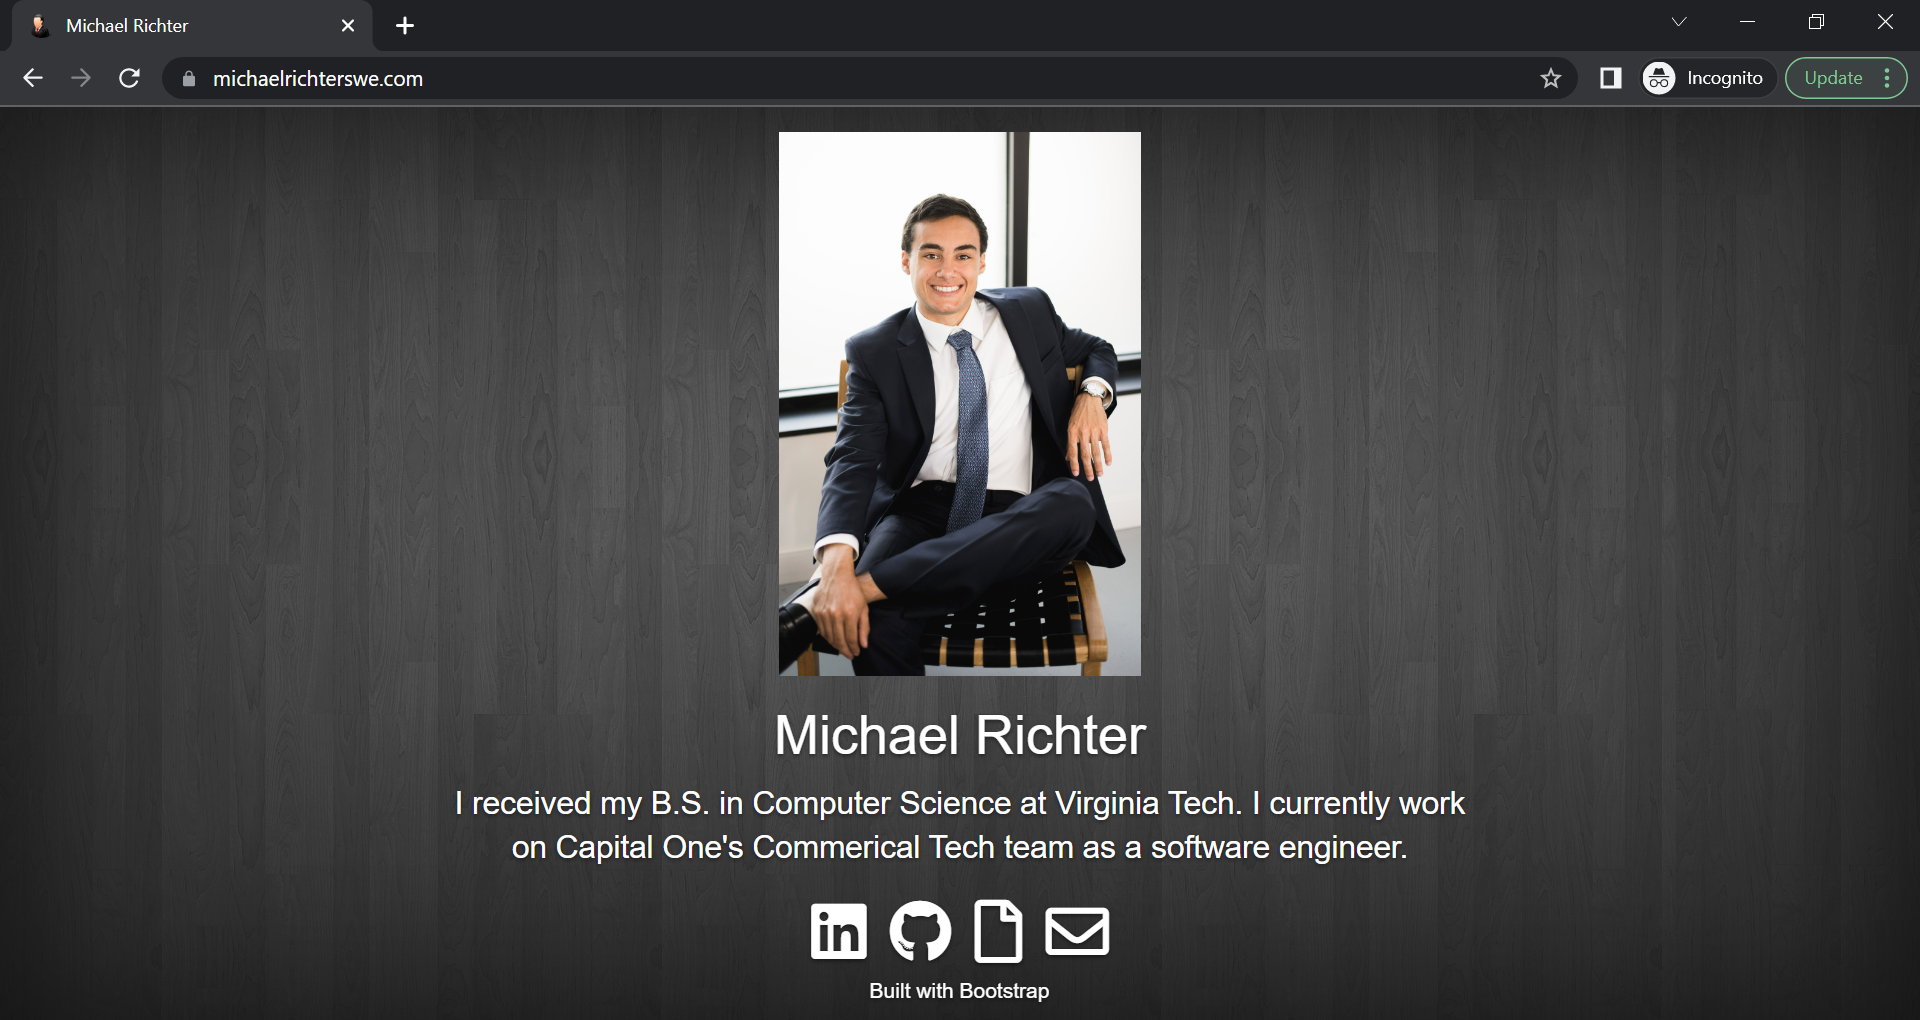 Michael Richter
michaelrichterswe.com
Incognito
Update
Michael Richter
I received my B.S. in Computer Science at Virginia Tech. I currently work
on Capital One's Commerical Tech team as a software engineer.
in
Built with Bootstrap